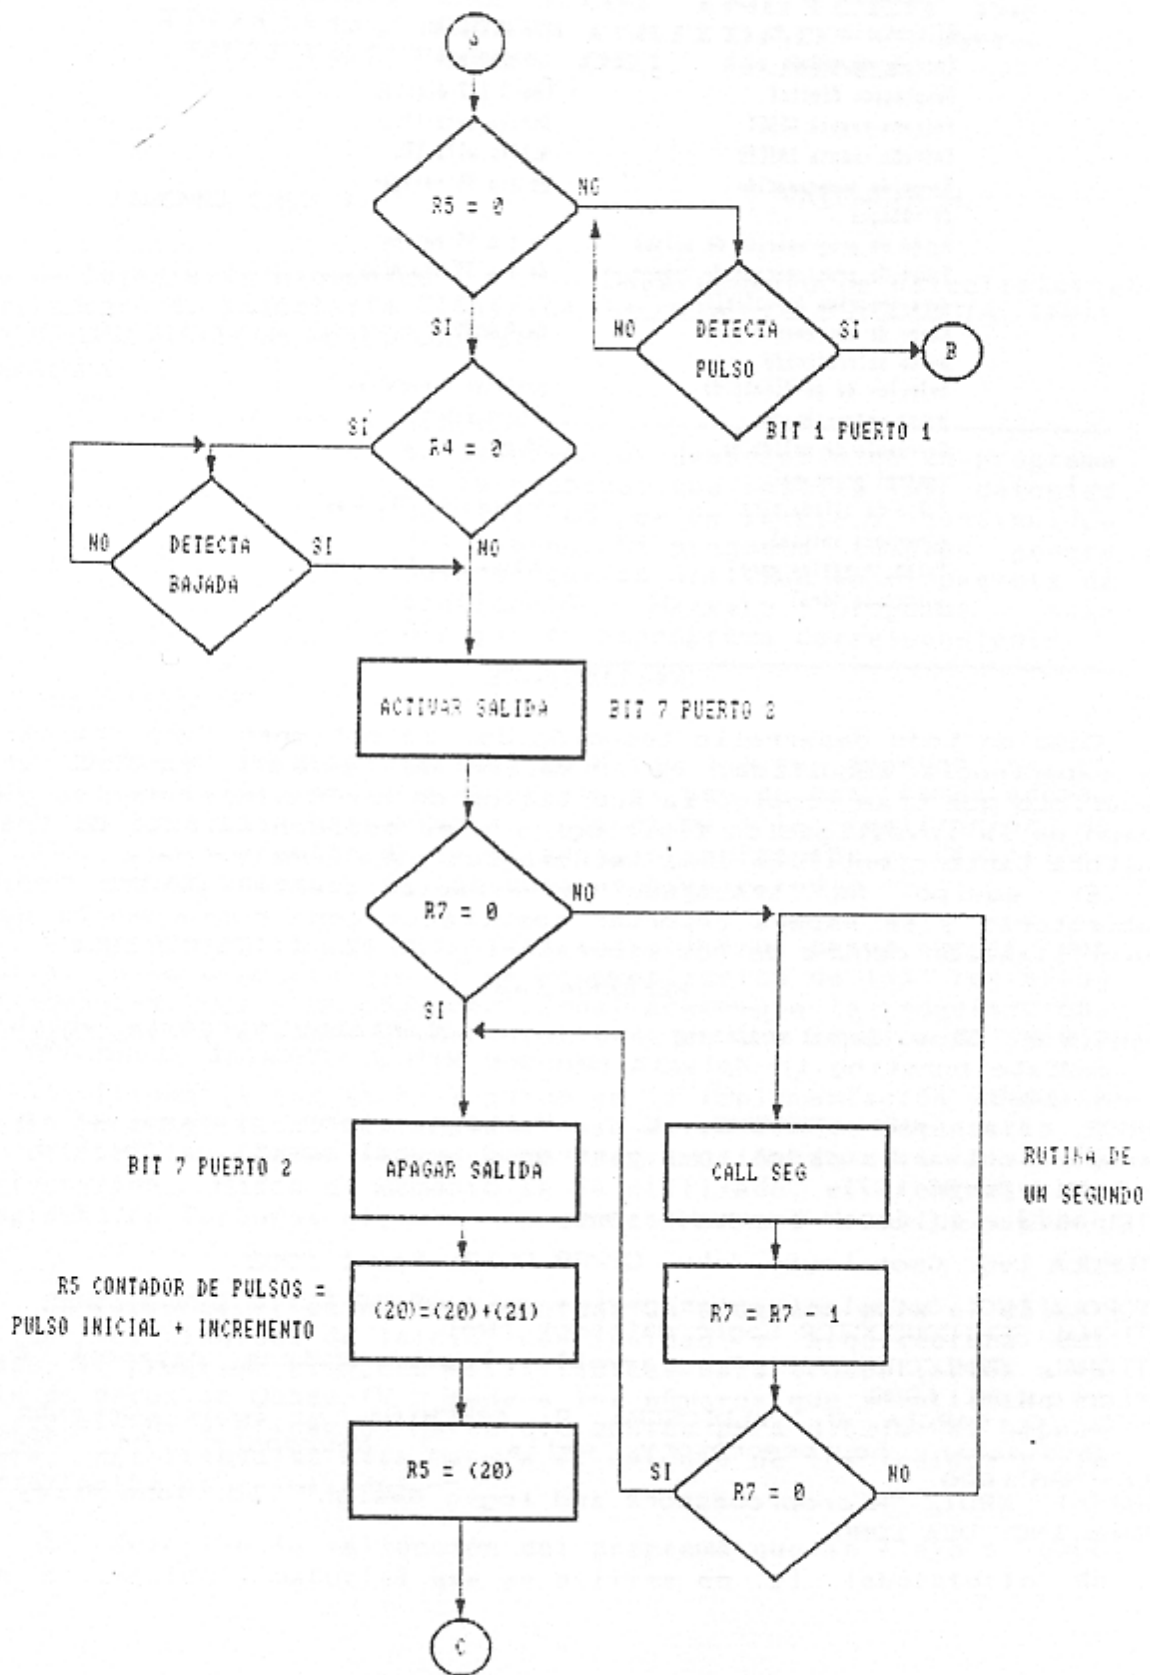 A
R5 = 0
NO
SI
DETECTA
PULSO
NO
SI
B
BIT 1 PUERTO 1
R4 = 0
SI
NO
DETECTA
BAJADA
NO
SI
ACTIVAR SALIDA
BIT 7 PUERTO 2
R7 = 0
NO
SI
BIT 7 PUERTO 2
APAGAR SALIDA
CALL SEG
RUTINA DE
UN SEGUNDO
R5 CONTADOR DE PULSOS =
PULSO INICIAL + INCREMENTO
(20)=(20)+(21)
R7 = R7 - 1
R5 = (20)
R7 = 0
SI
NO
C